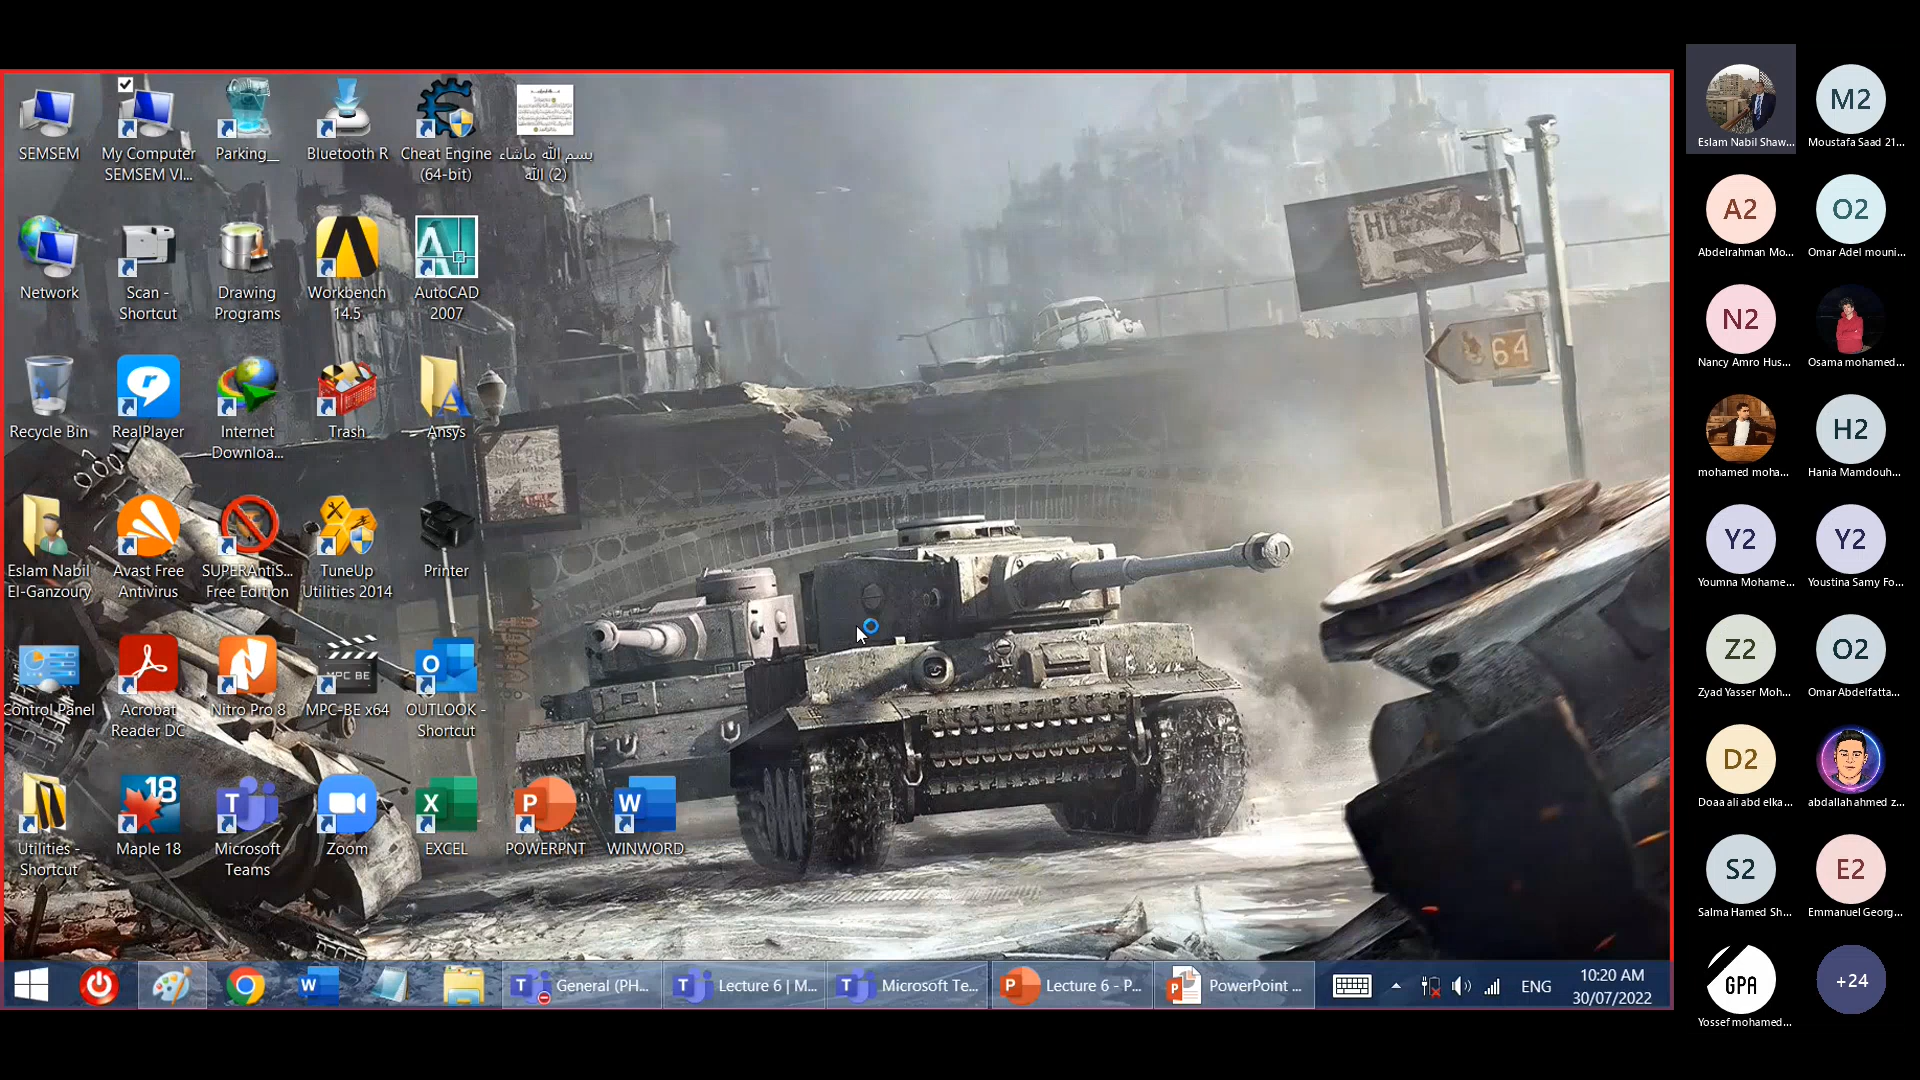 SEMSEM
My Computer
SEMSEM VI...
Parking__
Bluetooth R
Cheat Engine
(64-bit)
بسم الله ماشاء
الله (2)
Network
Scan -
Shortcut
Drawing
Programs
Workbench
14.5
AutoCAD
2007
Recycle Bin
RealPlayer
Internet
Downloa...
Trash
Ansys
Eslam Nabil
El-Ganzoury
Avast Free
Antivirus
SUPERAntiS...
Free Edition
TuneUp
Utilities 2014
Printer
Control Panel
Acrobat
Reader DC
Nitro Pro 8
MPC BE
MPC-BE x64
OUTLOOK -
Shortcut
Utilities -
Shortcut
18
Maple 18
Microsoft
Teams
Zoom
EXCEL
POWERPNT
WINWORD
64
General (PH...
Lecture 6 | M...
Microsoft Te...
Lecture 6 - P...
PowerPoint ...
ENG
10:20 AM
30/07/2022
Eslam Nabil Shaw...
M2
Moustafa Saad 21...
A2
Abdelrahman Mo...
O2
Omar Adel mouni...
N2
Nancy Amro Hus...
Osama mohamed...
mohamed moha...
H2
Hania Mamdouh...
Y2
Youmna Mohame...
Y2
Youstina Samy Fo...
Z2
Zyad Yasser Moh...
O2
Omar Abdelfatta...
D2
Doaa ali abd elka...
abdallah ahmed z...
S2
Salma Hamed Sh...
E2
Emmanuel Georg...
GPA
Yossef mohamed...
+24